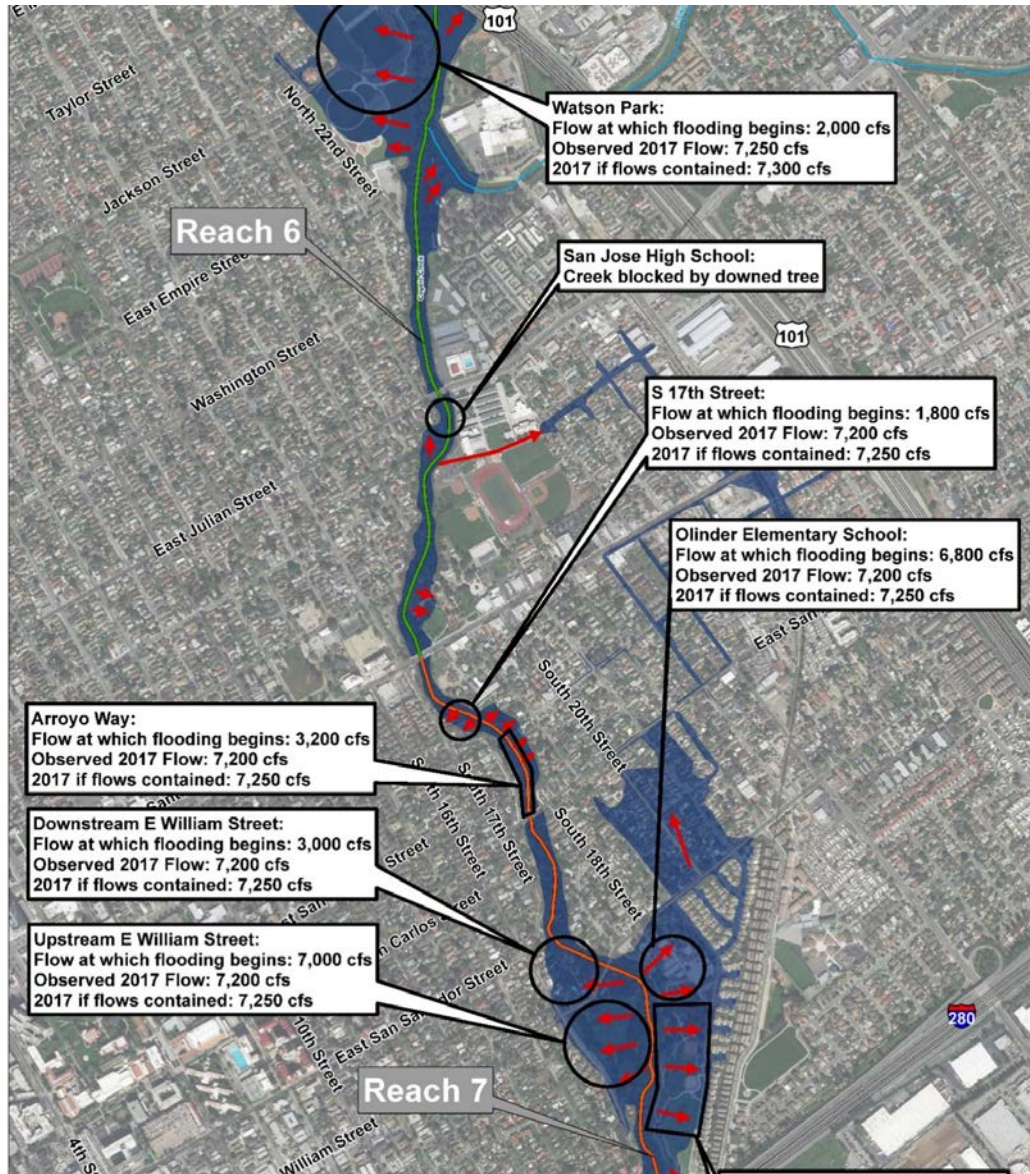 101
Taylor Street
North 22nd Street
Watson Park:
Flow at which flooding begins: 2,000 cfs
Observed 2017 Flow: 7,250 cfs
2017 if flows contained: 7,300 cfs
Jackson Street
Reach 6
East Empire Street
San Jose High School:
Creek blocked by downed tree
Coyote Creek
101
Washington Street
S 17th Street:
Flow at which flooding begins: 1,800 cfs
Observed 2017 Flow: 7,200 cfs
2017 if flows contained: 7,250 cfs
East Julian Street
Olinder Elementary School:
Flow at which flooding begins: 6,800 cfs
Observed 2017 Flow: 7,200 cfs
2017 if flows contained: 7,250 cfs
East San
South 20th Street
Arroyo Way:
Flow at which flooding begins: 3,200 cfs
Observed 2017 Flow: 7,200 cfs
2017 if flows contained: 7,250 cfs
South 16th Street
South 17th Street
South 18th Street
Downstream E William Street:
Flow at which flooding begins: 3,000 cfs
Observed 2017 Flow: 7,200 cfs
2017 if flows contained: 7,250 cfs
Street
Carlos Street
Upstream E William Street:
Flow at which flooding begins: 7,000 cfs
Observed 2017 Flow: 7,200 cfs
2017 if flows contained: 7,250 cfs
East San Salvador Street
10th Street
280
Reach 7
William Street
4th S